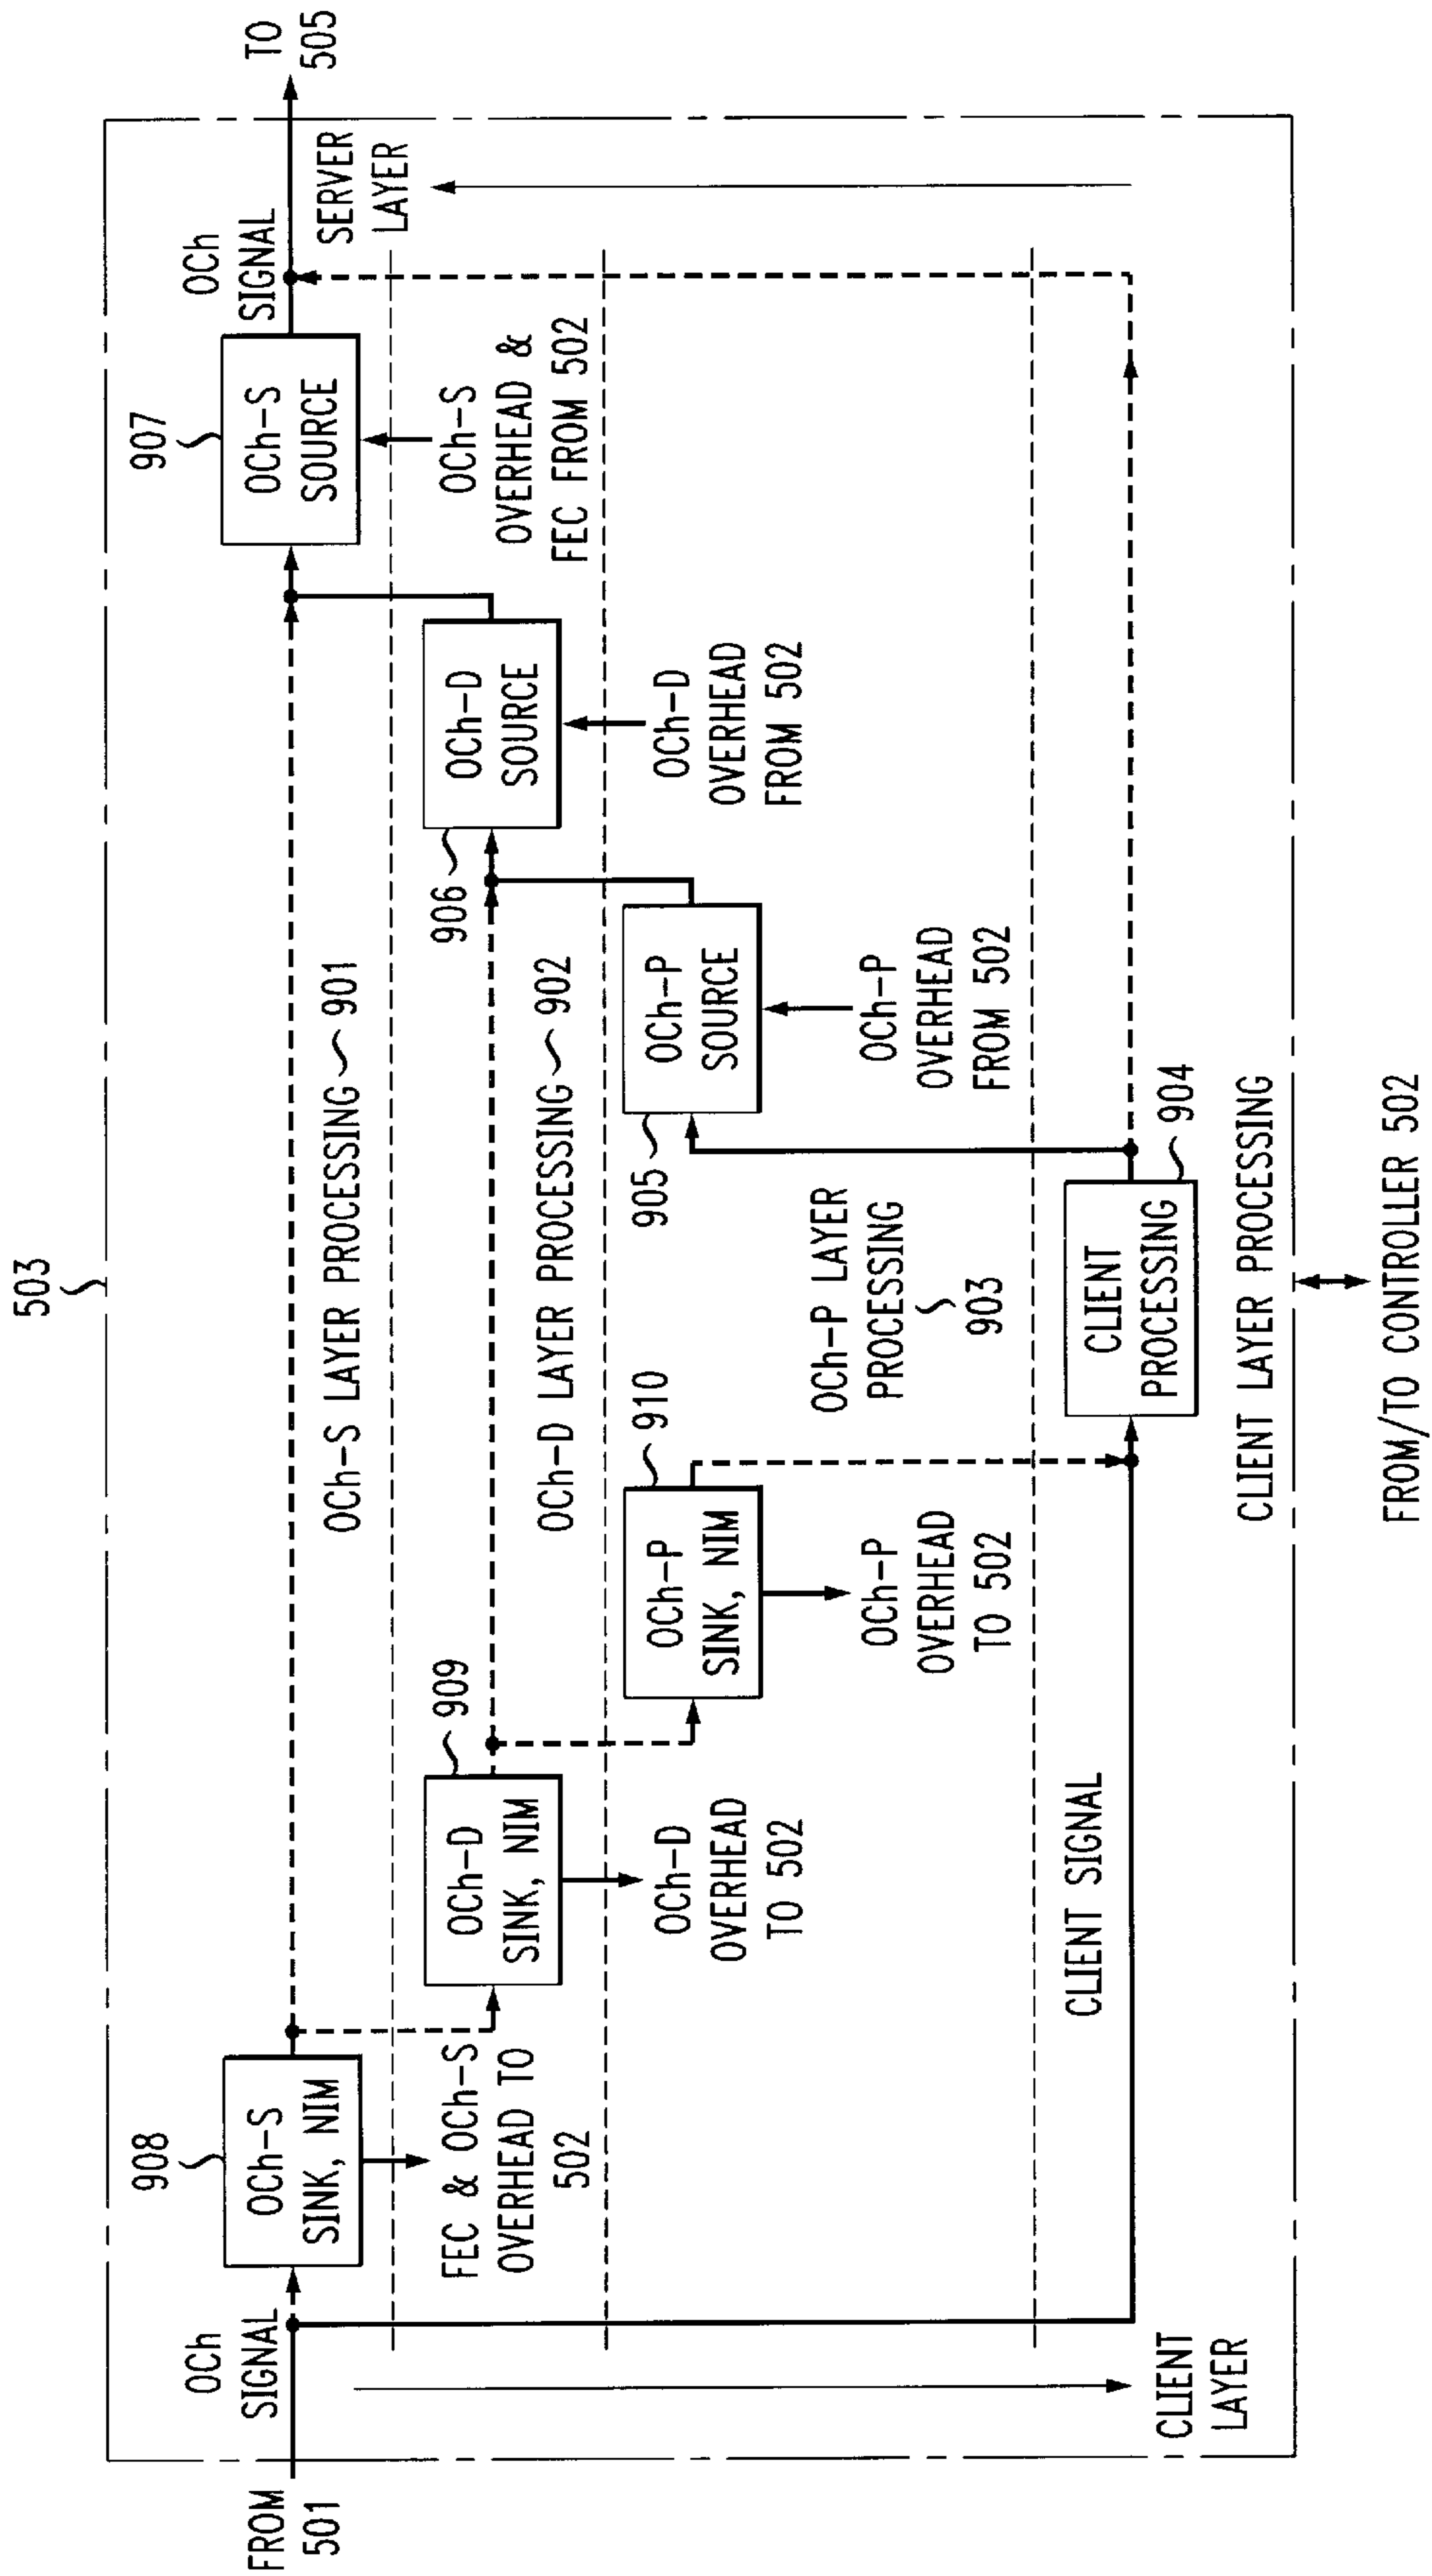 503
FROM
501
OCh
SIGNAL
908
OCh-S
SINK, NIM
FEC & OCh-S
OVERHEAD TO
502
OCh-S LAYER PROCESSING 901
907
OCh-S
SOURCE
OCh-S
OVERHEAD &
FEC FROM 502
OCh
SIGNAL
TO
505
SERVER
LAYER
909
OCh-D
SINK, NIM
OCh-D
OVERHEAD
TO 502
OCh-D LAYER PROCESSING 902
906
OCh-D
SOURCE
OCh-D
OVERHEAD
FROM 502
910
OCh-P
SINK, NIM
OCh-P
OVERHEAD
TO 502
OCh-P LAYER
PROCESSING
903
905
OCh-P
SOURCE
OCh-P
OVERHEAD
FROM 502
CLIENT
LAYER
CLIENT SIGNAL
CLIENT
PROCESSING
904
CLIENT LAYER PROCESSING
FROM/TO CONTROLLER 502